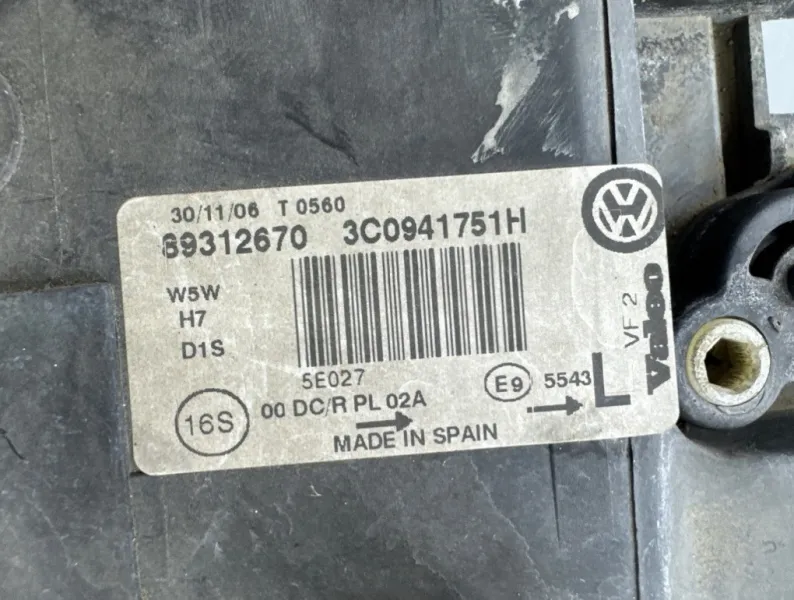 30/11/06 T 0560
89312670 3C0941751H
W5W
H7
D1S
5E027
16S
00 DC/R PL 02A
E9 5543
L
MADE IN SPAIN
VW
VF 2
Valeo